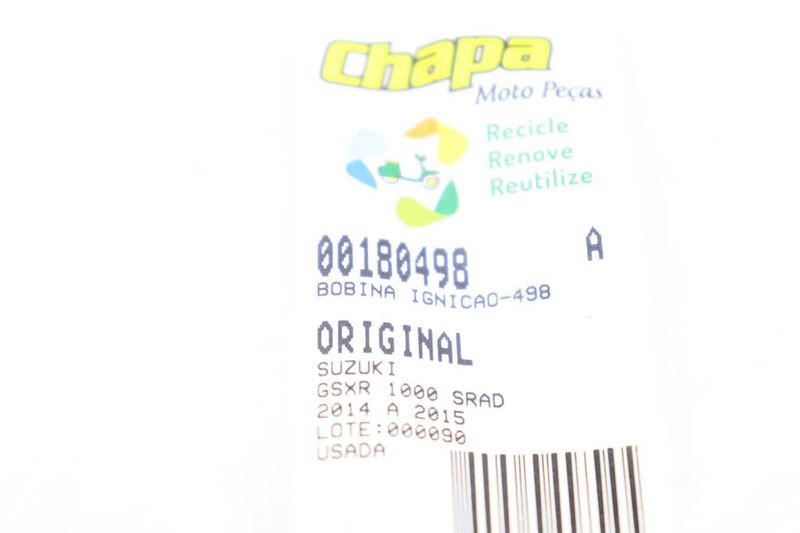 Chapa
Moto Peças
Recicle
Renove
Reutilize
00180498 A
BOBINA IGNICAO-498
ORIGINAL
SUZUKI
GSXR 1000 SRAD
2014 A 2015
LOTE:000090
USADA